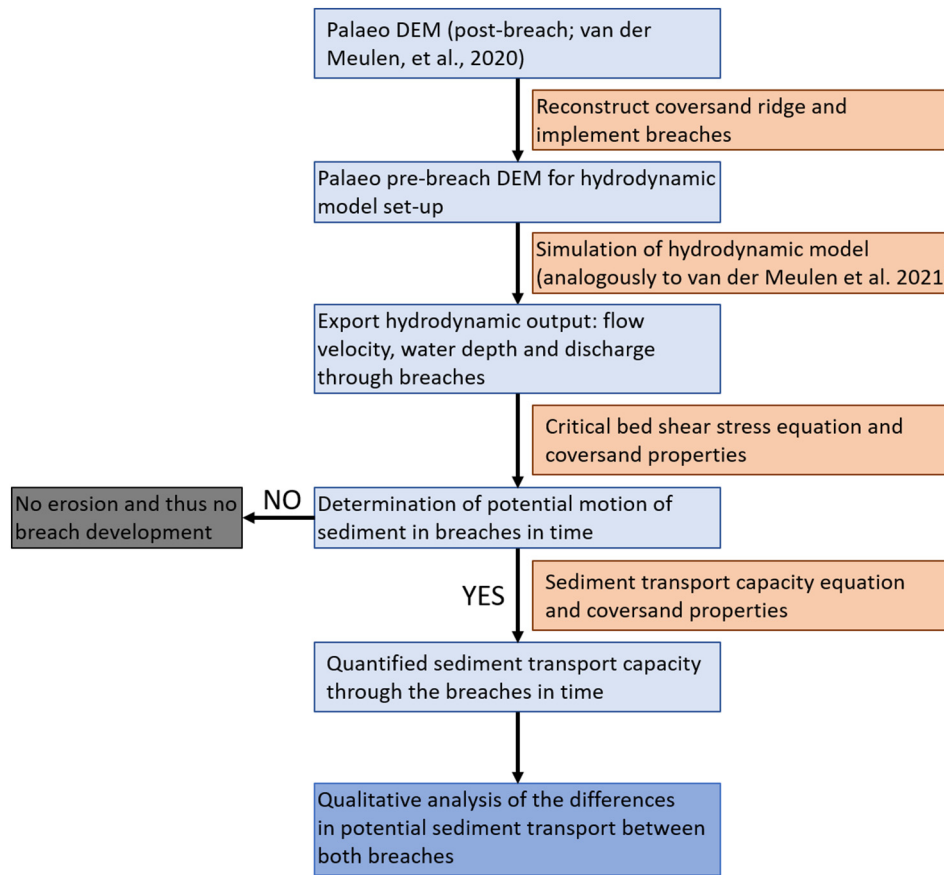 Palaeo DEM (post-breach; van der
Meulen, et al., 2020)
Reconstruct coversand ridge and
implement breaches
Palaeo pre-breach DEM for hydrodynamic
model set-up
Simulation of hydrodynamic model
(analogously to van der Meulen et al. 2021
Export hydrodynamic output: flow
velocity, water depth and discharge
through breaches
Critical bed shear stress equation and
coversand properties
No erosion and thus no
breach development
NO
Determination of potential motion of
sediment in breaches in time
YES
Sediment transport capacity equation
and coversand properties
Quantified sediment transport capacity
through the breaches in time
Qualitative analysis of the differences
in potential sediment transport between
both breaches